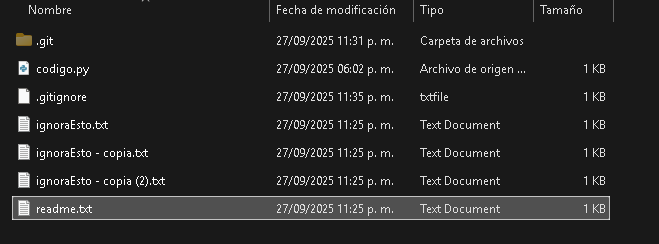 Nombre Fecha de modificación Tipo Tamaño
.git 27/09/2025 11:31 p. m. Carpeta de archivos
codigo.py 27/09/2025 06:02 p. m. Archivo de origen ... 1 KB
.gitignore 27/09/2025 11:35 p. m. txtfile 1 KB
ignoraEsto.txt 27/09/2025 11:25 p. m. Text Document 1 KB
ignoraEsto - copia.txt 27/09/2025 11:25 p. m. Text Document 1 KB
ignoraEsto - copia (2).txt 27/09/2025 11:25 p. m. Text Document 1 KB
readme.txt 27/09/2025 11:25 p. m. Text Document 1 KB